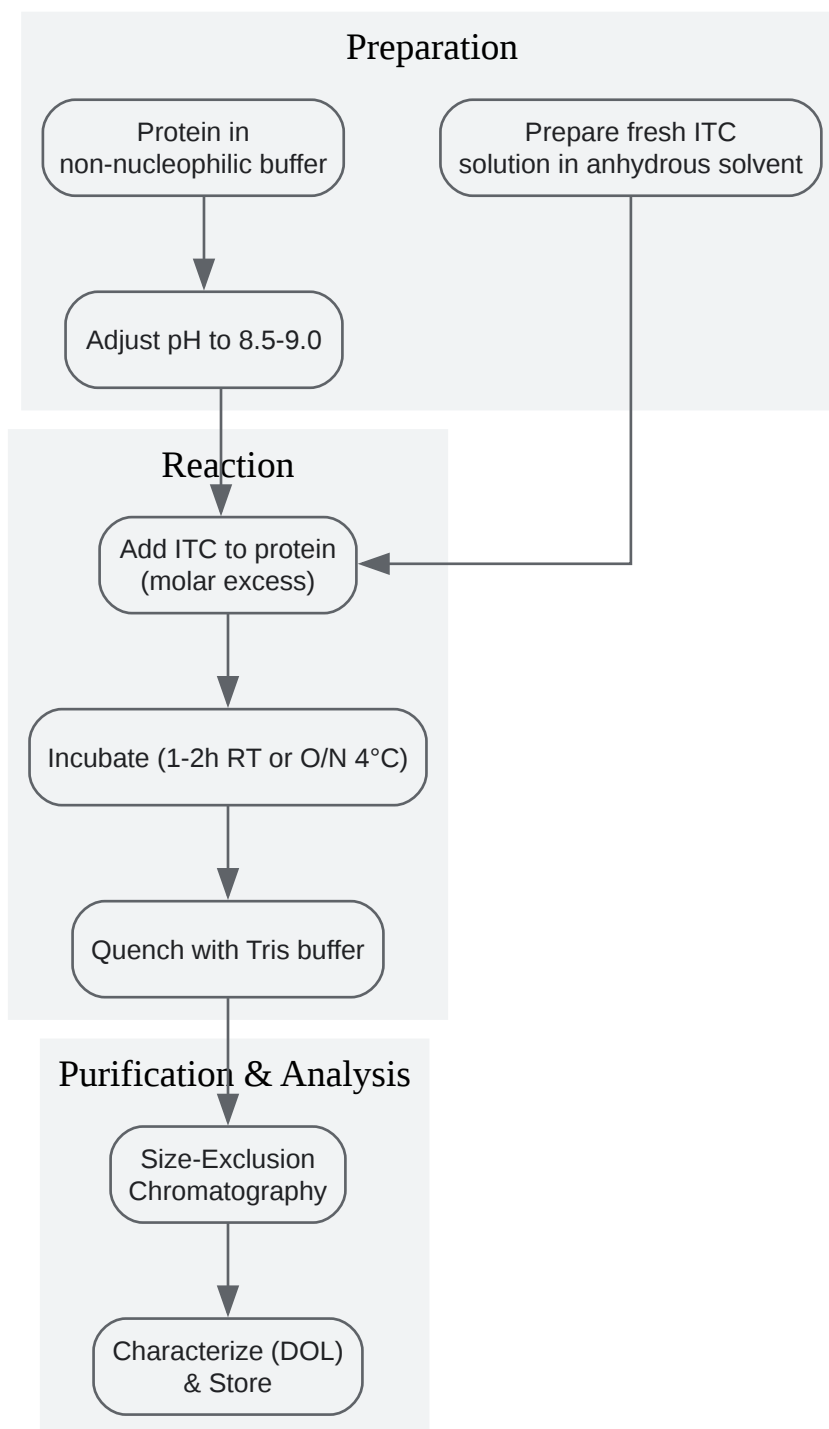 Preparation
Protein in
non-nucleophilic buffer
Prepare fresh ITC
solution in anhydrous solvent
Adjust pH to 8.5-9.0
Reaction
Add ITC to protein
(molar excess)
Incubate (1-2h RT or O/N 4°C)
Quench with Tris buffer
Purification & Analysis
Size-Exclusion
Chromatography
Characterize (DOL)
& Store